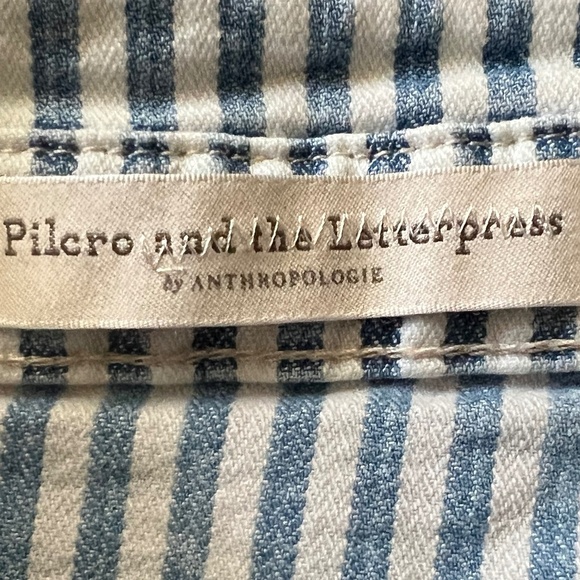 Pilcro and the Letterpress
by ANTHROPOLOGIE